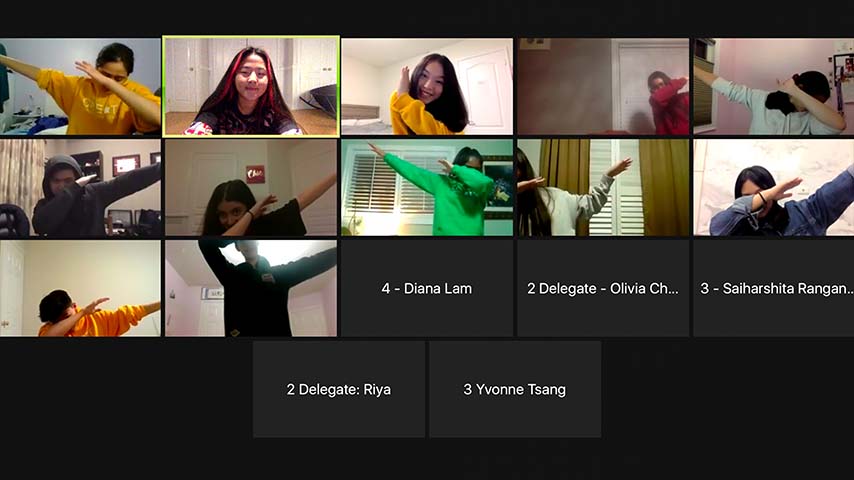 4 - Diana Lam
2 Delegate - Olivia Ch...
3 - Saiharshita Rangan...
2 Delegate: Riya
3 Yvonne Tsang